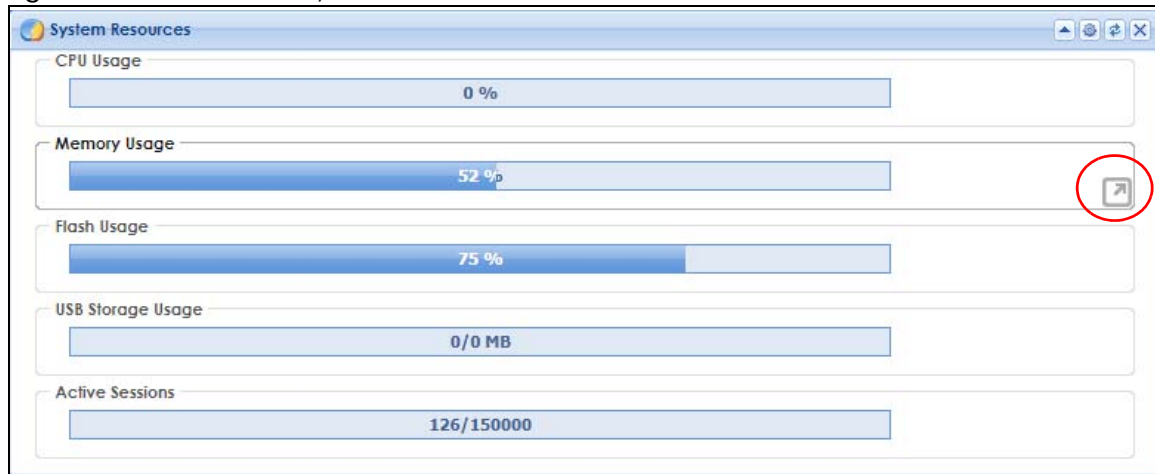 System Resources
CPU Usage
0 %
Memory Usage
52 %
Flash Usage
75 %
USB Storage Usage
0/0 MB
Active Sessions
126/150000